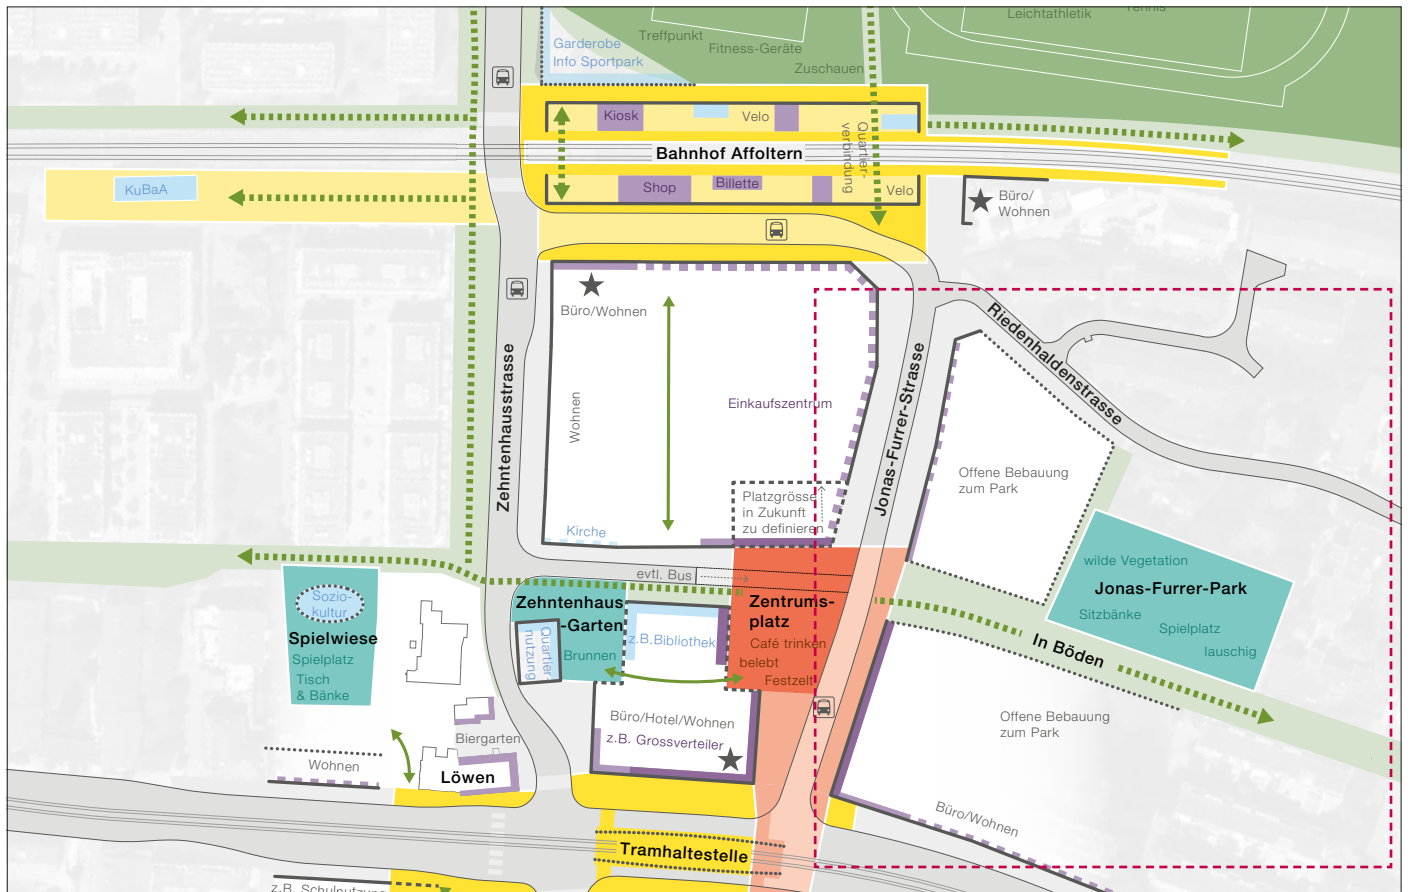 Leichtathletik
Tennis
Garderobe
Info Sportpark
Treffpunkt
Fitness-Geräte
Zuschauen
Kiosk
Velo
Quartier-
verbindung
Bahnhof Affoltern
KuBaA
Shop
Billette
Velo
Büro/
Wohnen
Büro/Wohnen
Wohnen
Einkaufszentrum
Zehntenhausstrasse
Jonas-Furrer-Strasse
Riedenhaldenstrasse
Offene Bebauung
zum Park
Platzgrösse
in Zukunft
zu definieren
Kirche
evtl. Bus
wilde Vegetation
Jonas-Furrer-Park
Sitzbänke
Spielplatz
lauschig
Sozio-
kultur
Spielwiese
Spielplatz
Tisch
& Bänke
Zehntenhaus
-Garten
Quartier
nutzung
Brunnen
z.B.Bibliothek
Zentrums-
platz
Café trinken
belebt
Festzelt
In Böden
Büro/Hotel/Wohnen
z.B. Grossverteiler
Offene Bebauung
zum Park
Biergarten
Löwen
Wohnen
Büro/Wohnen
Tramhaltestelle
z.B. Schulnutzung